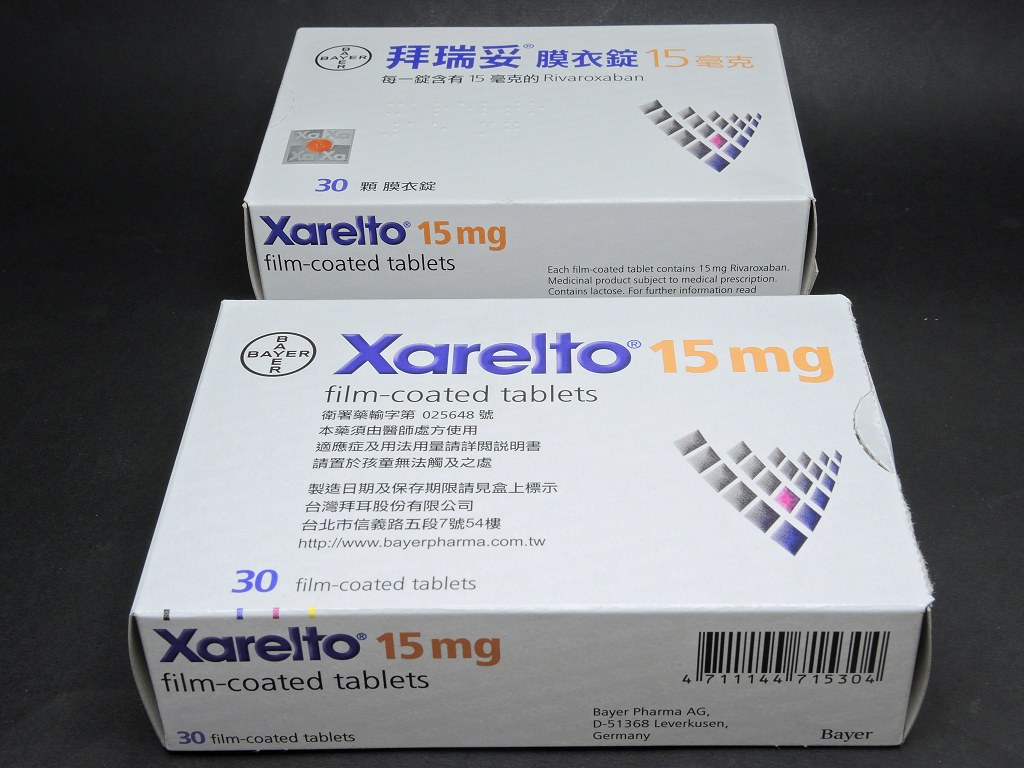 BAYER
BAYER
拜瑞妥® 膜衣錠 15 毫克
每一錠含有 15 毫克的 Rivaroxaban
Xa Xa
Xa Xa
30 顆 膜衣錠
Xarelto® 15 mg
film-coated tablets
Each film-coated tablet contains 15 mg Rivaroxaban.
Medicinal product subject to medical prescription.
Contains lactose. For further information read
BAYER
BAYER
Xarelto® 15 mg
film-coated tablets
衛署藥輸字第 025648 號
本藥須由醫師處方使用
適應症及用法用量請詳閱説明書
請置於孩童無法觸及之處
製造日期及保存期限請見盒上標示
台灣拜耳股份有限公司
台北市信義路五段7號54樓
http://www.bayerpharma.com.tw
30 film-coated tablets
Xarelto® 15 mg
film-coated tablets
30 film-coated tablets
4 711144 715304
Bayer Pharma AG,
D-51368 Leverkusen,
Germany
Bayer